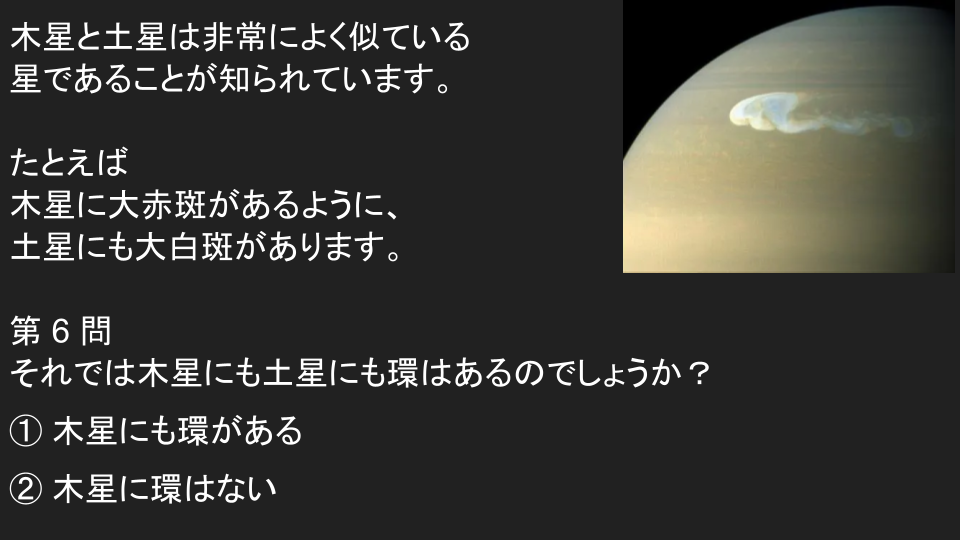 木星と土星は非常によく似ている
星であることが知られています。
たとえば
木星に大赤斑があるように、
土星にも大白斑があります。
第 6 問
それでは木星にも土星にも環はあるのでしょうか？
① 木星にも環がある
② 木星に環はない